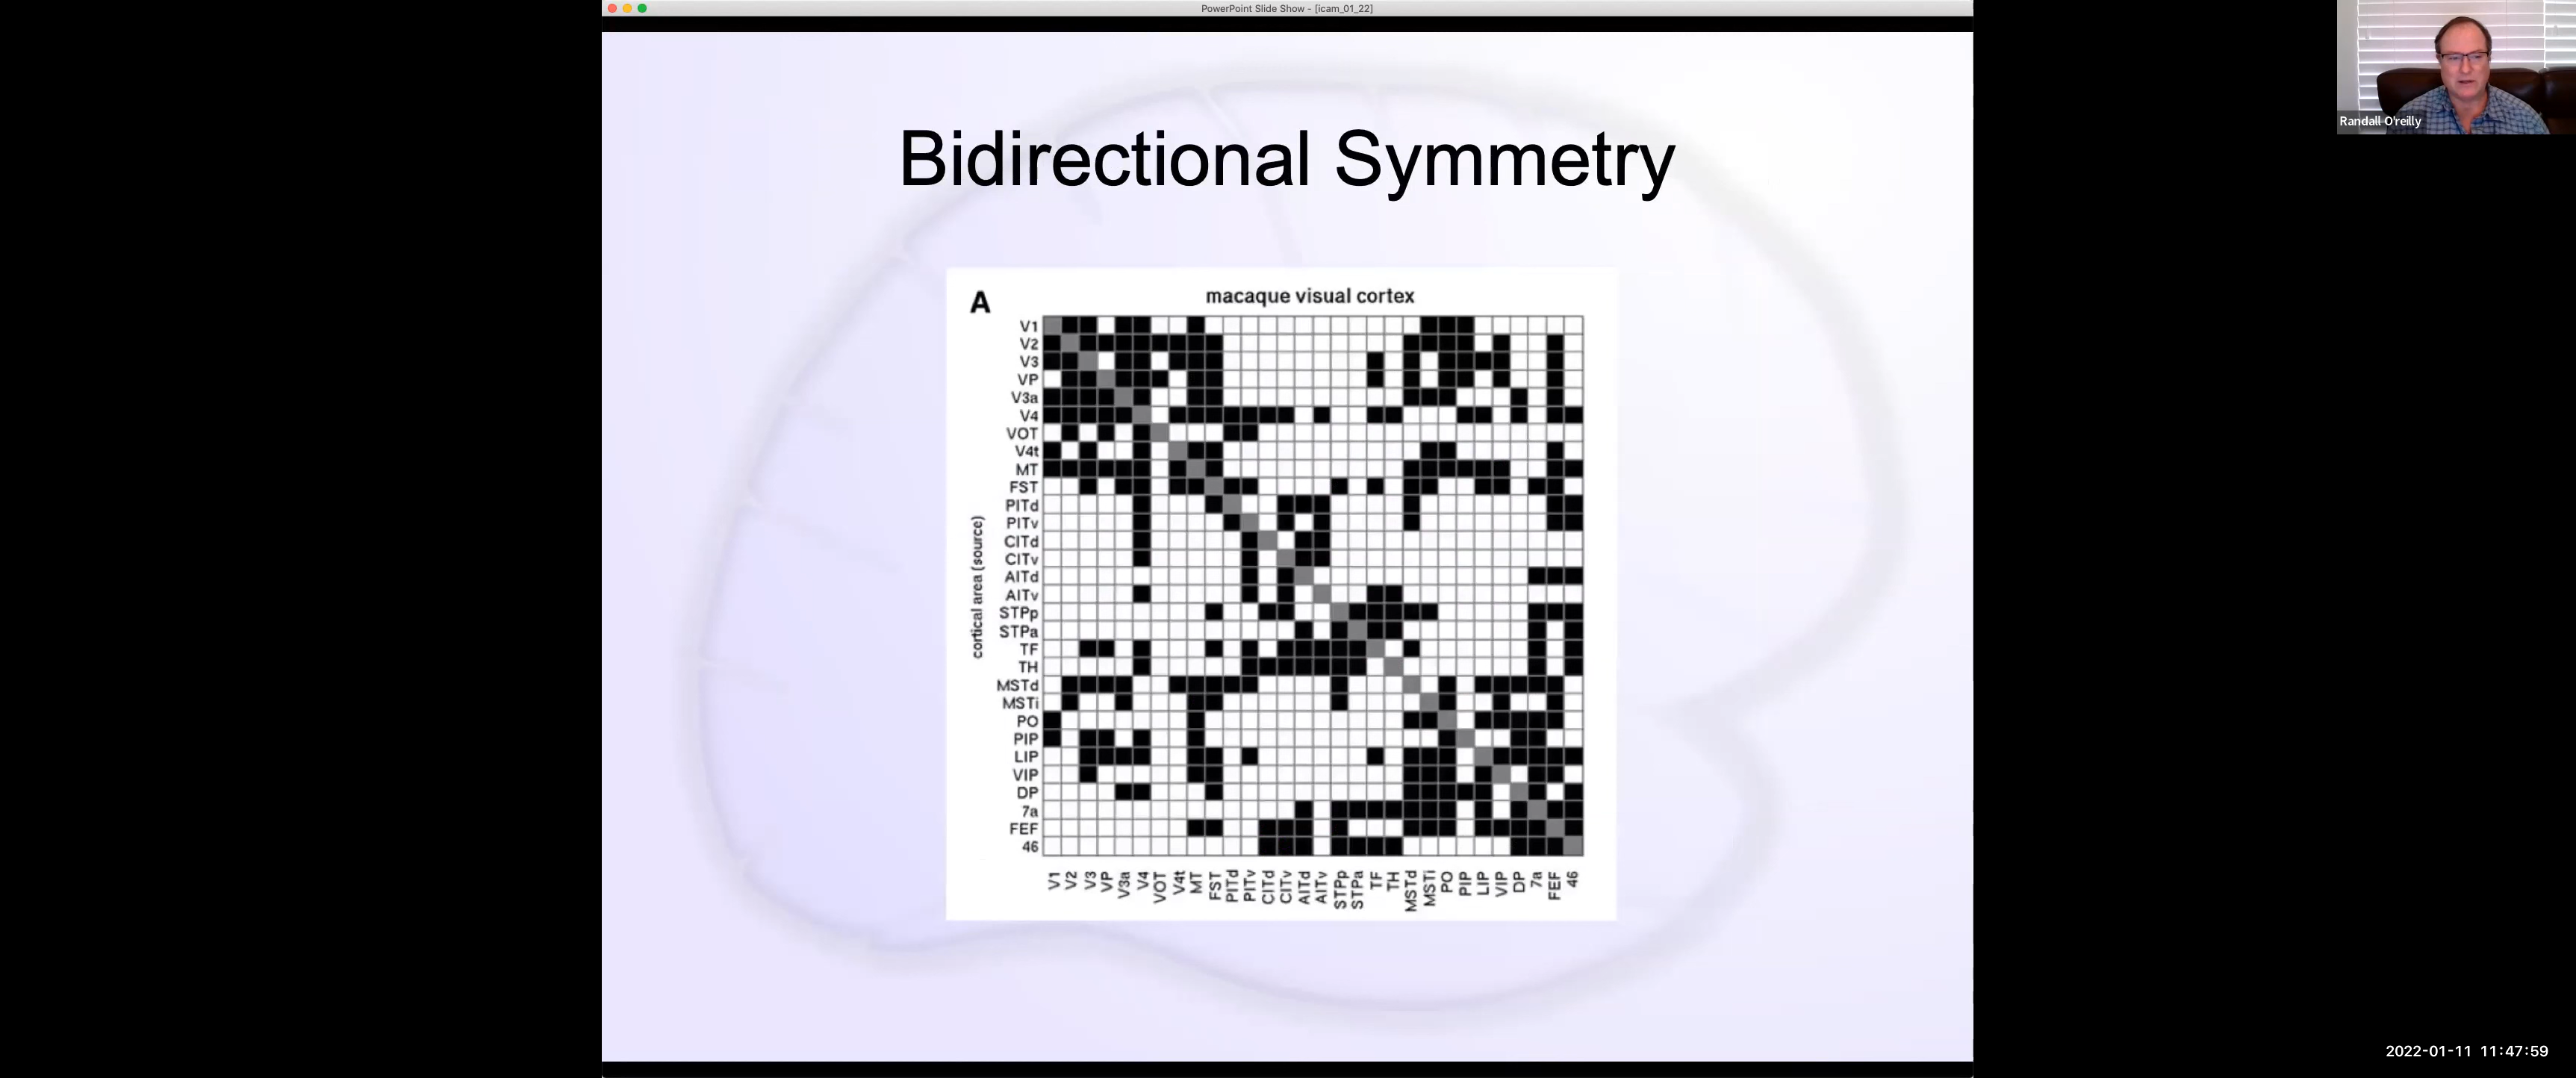 PowerPoint Slide Show - [icam_01_22]
Randall O'reilly
Bidirectional Symmetry
A
macaque visual cortex
cortical area (source)
V1
V2
V3
VP
V3a
V4
VOT
V4t
MT
FST
PITd
PITv
CITd
CITv
AITd
AITv
STPp
STPa
TF
TH
MSTd
MSTi
PO
PIP
LIP
VIP
DP
7a
FEF
46
V1 V2 V3 VP V3a V4 VOT V4t MT FST PITd PITv CITd CITv AITd AITv STPp STPa TF TH MSTd MSTi PO PIP LIP VIP DP 7a FEF 46
2022-01-11 11:47:59